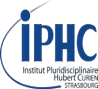 iPHC
Institut Pluridisciplinaire
Hubert CURIEN
STRASBOURG